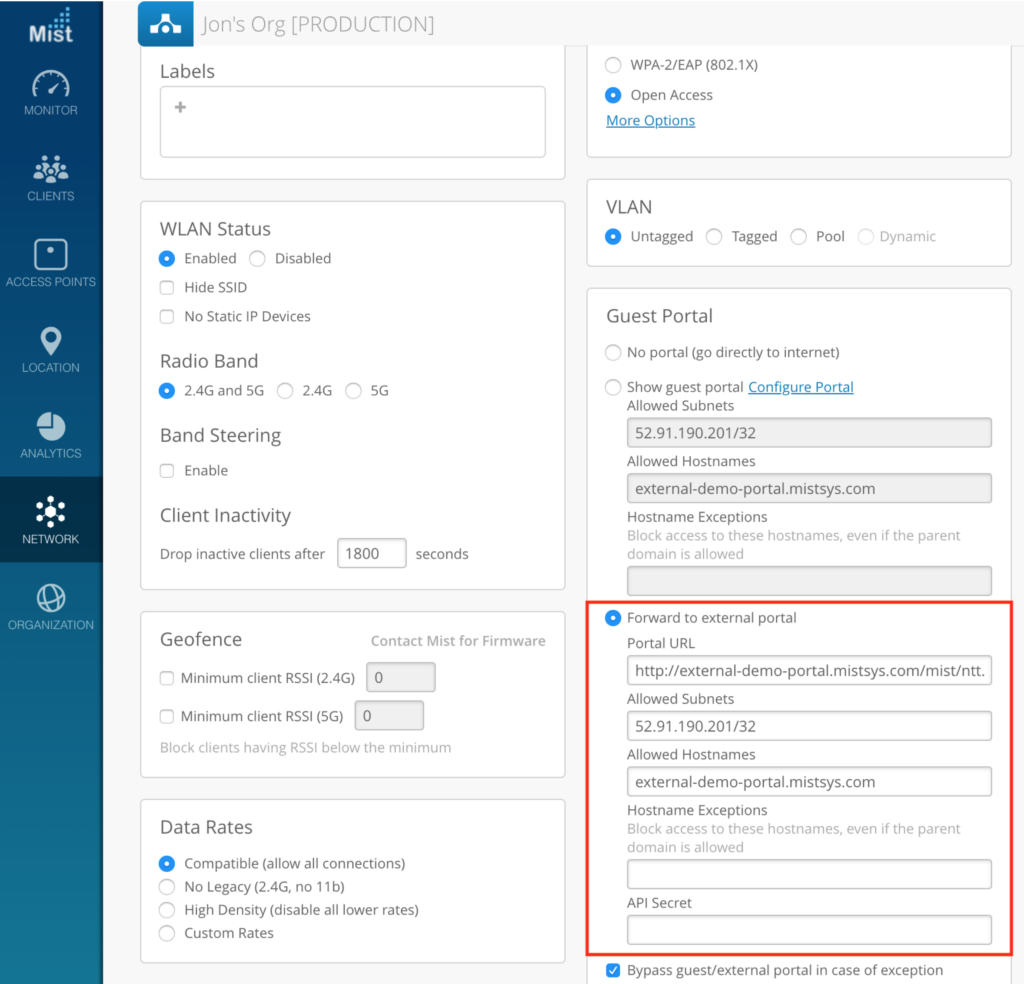 Mist
Jon's Org [PRODUCTION]
MONITOR
CLIENTS
ACCESS POINTS
LOCATION
ANALYTICS
NETWORK
ORGANIZATION
Labels
+
WLAN Status
Enabled Disabled
Hide SSID
No Static IP Devices
Radio Band
2.4G and 5G 2.4G 5G
Band Steering
Enable
Client Inactivity
Drop inactive clients after 1800 seconds
Geofence Contact Mist for Firmware
Minimum client RSSI (2.4G) 0
Minimum client RSSI (5G) 0
Block clients having RSSI below the minimum
Data Rates
Compatible (allow all connections)
No Legacy (2.4G, no 11b)
High Density (disable all lower rates)
Custom Rates
WPA-2/EAP (802.1X)
Open Access
More Options
VLAN
Untagged Tagged Pool Dynamic
Guest Portal
No portal (go directly to internet)
Show guest portal Configure Portal
Allowed Subnets
52.91.190.201/32
Allowed Hostnames
external-demo-portal.mistsys.com
Hostname Exceptions
Block access to these hostnames, even if the parent
domain is allowed
Forward to external portal
Portal URL
http://external-demo-portal.mistsys.com/mist/ntt.
Allowed Subnets
52.91.190.201/32
Allowed Hostnames
external-demo-portal.mistsys.com
Hostname Exceptions
Block access to these hostnames, even if the parent
domain is allowed
API Secret
Bypass guest/external portal in case of exception